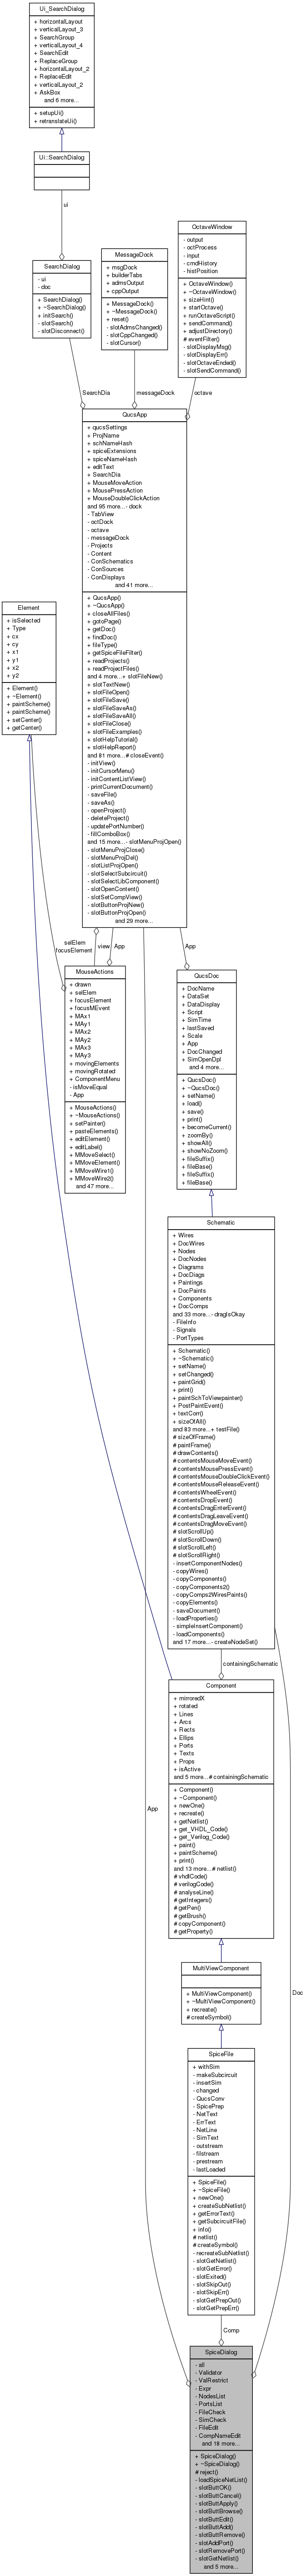 Ui_SearchDialog
+ horizontalLayout
+ verticalLayout_3
+ SearchGroup
+ verticalLayout_4
+ SearchEdit
+ ReplaceGroup
+ horizontalLayout_2
+ ReplaceEdit
+ verticalLayout_2
+ AskBox
and 6 more...
+ setupUi()
+ retranslateUi()
Ui::SearchDialog
ui
SearchDialog
- ui
- doc
+ SearchDialog()
+ ~SearchDialog()
+ initSearch()
- slotSearch()
- slotDisconnect()
MessageDock
+ msgDock
+ builderTabs
+ admsOutput
+ cppOutput
+ MessageDock()
+ ~MessageDock()
+ reset()
- slotAdmsChanged()
- slotCppChanged()
- slotCursor()
OctaveWindow
- output
- octProcess
- input
- cmdHistory
- histPosition
+ OctaveWindow()
+ ~OctaveWindow()
+ sizeHint()
+ startOctave()
+ runOctaveScript()
+ sendCommand()
+ adjustDirectory()
# eventFilter()
- slotDisplayMsg()
- slotDisplayErr()
- slotOctaveEnded()
- slotSendCommand()
SearchDia
messageDock
octave
QucsApp
+ qucsSettings
+ ProjName
+ schNameHash
+ spiceExtensions
+ spiceNameHash
+ editText
+ SearchDia
+ MouseMoveAction
+ MousePressAction
+ MouseDoubleClickAction
and 95 more...- dock
- TabView
- octDock
- octave
- messageDock
- Projects
- Content
- ConSchematics
- ConSources
- ConDisplays
and 41 more...
+ QucsApp()
+ ~QucsApp()
+ closeAllFiles()
+ gotoPage()
+ getDoc()
+ findDoc()
+ fileType()
+ getSpiceFileFilter()
+ readProjects()
+ readProjectFiles()
and 4 more...+ slotFileNew()
+ slotTextNew()
+ slotFileOpen()
+ slotFileSave()
+ slotFileSaveAs()
+ slotFileSaveAll()
+ slotFileClose()
+ slotFileExamples()
+ slotHelpTutorial()
+ slotHelpReport()
and 81 more...# closeEvent()
- initView()
- initCursorMenu()
- initContentListView()
- printCurrentDocument()
- saveFile()
- saveAs()
- openProject()
- deleteProject()
- updatePortNumber()
- fillComboBox()
and 15 more...- slotMenuProjOpen()
- slotMenuProjClose()
- slotMenuProjDel()
- slotListProjOpen()
- slotSelectSubcircuit()
- slotSelectLibComponent()
- slotOpenContent()
- slotSetCompView()
- slotButtonProjNew()
- slotButtonProjOpen()
and 29 more...
Element
+ isSelected
+ Type
+ cx
+ cy
+ x1
+ y1
+ x2
+ y2
+ Element()
+ ~Element()
+ paintScheme()
+ paintScheme()
+ setCenter()
+ getCenter()
selElem
focusElement
view
App
App
MouseActions
+ drawn
+ selElem
+ focusElement
+ focusMEvent
+ MAx1
+ MAy1
+ MAx2
+ MAy2
+ MAx3
+ MAy3
+ movingElements
+ movingRotated
+ ComponentMenu
- isMoveEqual
- App
+ MouseActions()
+ ~MouseActions()
+ setPainter()
+ pasteElements()
+ editElement()
+ editLabel()
+ MMoveSelect()
+ MMoveElement()
+ MMoveWire1()
+ MMoveWire2()
and 47 more...
QucsDoc
+ DocName
+ DataSet
+ DataDisplay
+ Script
+ SimTime
+ lastSaved
+ Scale
+ App
+ DocChanged
+ SimOpenDpl
and 4 more...
+ QucsDoc()
+ ~QucsDoc()
+ setName()
+ load()
+ save()
+ print()
+ becomeCurrent()
+ zoomBy()
+ showAll()
+ showNoZoom()
+ fileSuffix()
+ fileBase()
+ fileSuffix()
+ fileBase()
Schematic
+ Wires
+ DocWires
+ Nodes
+ DocNodes
+ Diagrams
+ DocDiags
+ Paintings
+ DocPaints
+ Components
+ DocComps
and 33 more...- dragIsOkay
- FileInfo
- Signals
- PortTypes
+ Schematic()
+ ~Schematic()
+ setName()
+ setChanged()
+ paintGrid()
+ print()
+ paintSchToViewpainter()
+ PostPaintEvent()
+ textCorr()
+ sizeOfAll()
and 83 more...+ testFile()
# sizeOfFrame()
# paintFrame()
# drawContents()
# contentsMouseMoveEvent()
# contentsMousePressEvent()
# contentsMouseDoubleClickEvent()
# contentsMouseReleaseEvent()
# contentsWheelEvent()
# contentsDropEvent()
# contentsDragEnterEvent()
# contentsDragLeaveEvent()
# contentsDragMoveEvent()
# slotScrollUp()
# slotScrollDown()
# slotScrollLeft()
# slotScrollRight()
- insertComponentNodes()
- copyWires()
- copyComponents()
- copyComponents2()
- copyComps2WiresPaints()
- copyElements()
- saveDocument()
- loadProperties()
- simpleInsertComponent()
- loadComponents()
and 17 more...- createNodeSet()
containingSchematic
Component
+ mirroredX
+ rotated
+ Lines
+ Arcs
+ Rects
+ Ellips
+ Ports
+ Texts
+ Props
+ isActive
and 5 more...# containingSchematic
+ Component()
+ ~Component()
+ newOne()
+ recreate()
+ getNetlist()
+ get_VHDL_Code()
+ get_Verilog_Code()
+ paint()
+ paintScheme()
+ print()
and 13 more...# netlist()
# vhdlCode()
# verilogCode()
# analyseLine()
# getIntegers()
# getPen()
# getBrush()
# copyComponent()
# getProperty()
App
Doc
MultiViewComponent
+ MultiViewComponent()
+ ~MultiViewComponent()
+ recreate()
# createSymbol()
SpiceFile
+ withSim
- makeSubcircuit
- insertSim
- changed
- QucsConv
- SpicePrep
- NetText
- ErrText
- NetLine
- SimText
- outstream
- filstream
- prestream
- lastLoaded
+ SpiceFile()
+ ~SpiceFile()
+ newOne()
+ createSubNetlist()
+ getErrorText()
+ getSubcircuitFile()
+ info()
# netlist()
# createSymbol()
- recreateSubNetlist()
- slotGetNetlist()
- slotGetError()
- slotExited()
- slotSkipOut()
- slotSkipErr()
- slotGetPrepOut()
- slotGetPrepErr()
Comp
SpiceDialog
- all
- Validator
- ValRestrict
- Expr
- NodesList
- PortsList
- FileCheck
- SimCheck
- FileEdit
- CompNameEdit
and 18 more...
+ SpiceDialog()
+ ~SpiceDialog()
# reject()
- loadSpiceNetList()
- slotButtOK()
- slotButtCancel()
- slotButtApply()
- slotButtBrowse()
- slotButtEdit()
- slotButtAdd()
- slotButtRemove()
- slotAddPort()
- slotRemovePort()
- slotGetNetlist()
and 5 more...